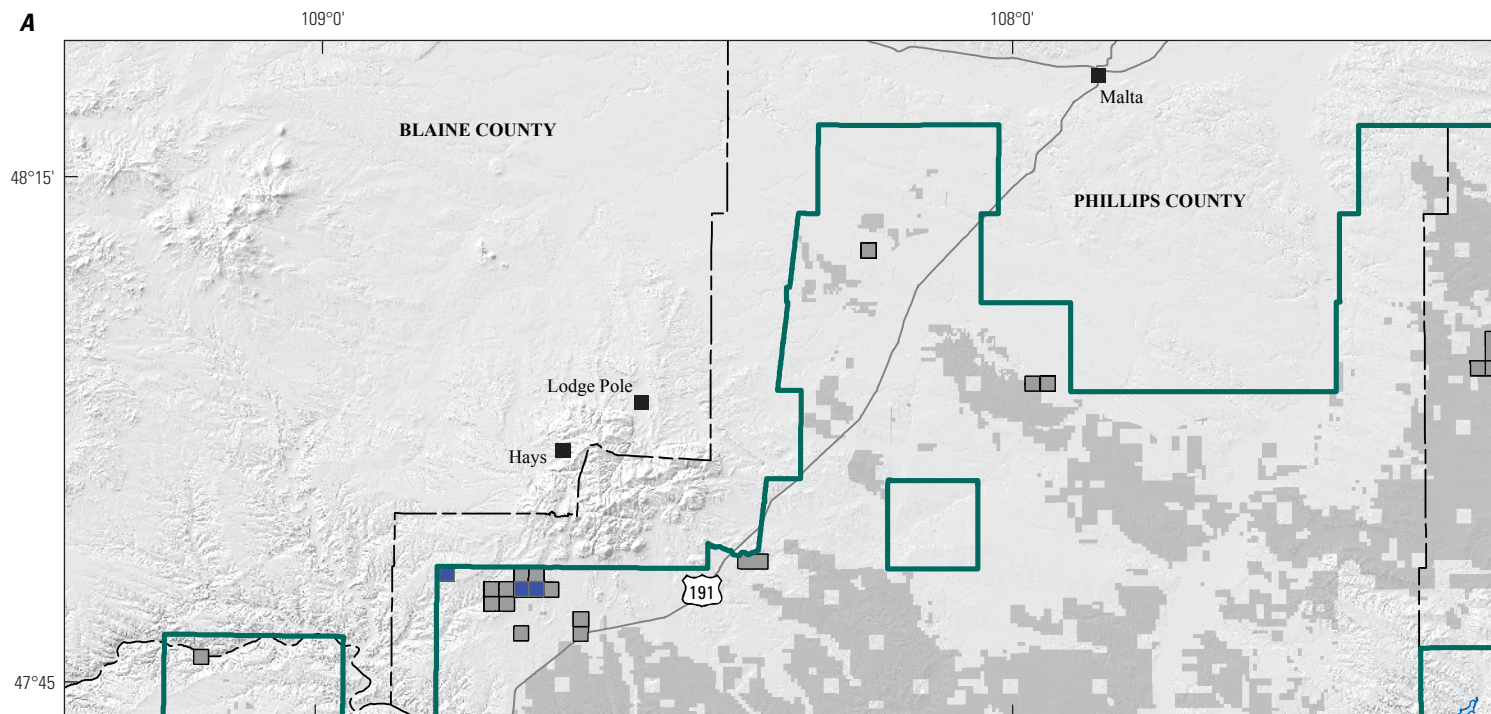 A
109°0'
108°0'
Malta
BLAINE COUNTY
48°15'
PHILLIPS COUNTY
Lodge Pole
Hays
191
47°45